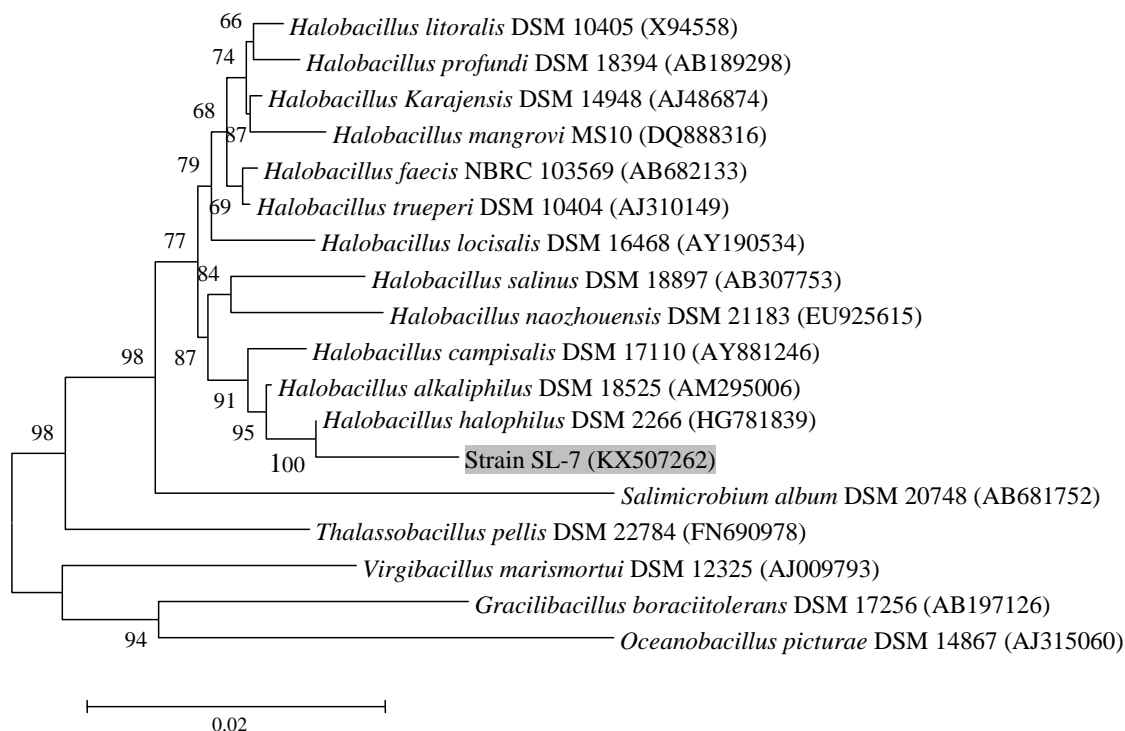 66
Halobacillus litoralis DSM 10405 (X94558)
74
Halobacillus profundi DSM 18394 (AB189298)
Halobacillus Karajensis DSM 14948 (AJ486874)
68
87
Halobacillus mangrovi MS10 (DQ888316)
79
Halobacillus faecis NBRC 103569 (AB682133)
69
Halobacillus trueperi DSM 10404 (AJ310149)
77
Halobacillus locisalis DSM 16468 (AY190534)
84
Halobacillus salinus DSM 18897 (AB307753)
Halobacillus naozhouensis DSM 21183 (EU925615)
98
87
Halobacillus campisalis DSM 17110 (AY881246)
Halobacillus alkaliphilus DSM 18525 (AM295006)
91
Halobacillus halophilus DSM 2266 (HG781839)
98
95
100
Strain SL-7 (KX507262)
Salimicrobium album DSM 20748 (AB681752)
Thalassobacillus pellis DSM 22784 (FN690978)
Virgibacillus marismortui DSM 12325 (AJ009793)
Gracilibacillus boraciitolerans DSM 17256 (AB197126)
94
Oceanobacillus picturae DSM 14867 (AJ315060)
0.02